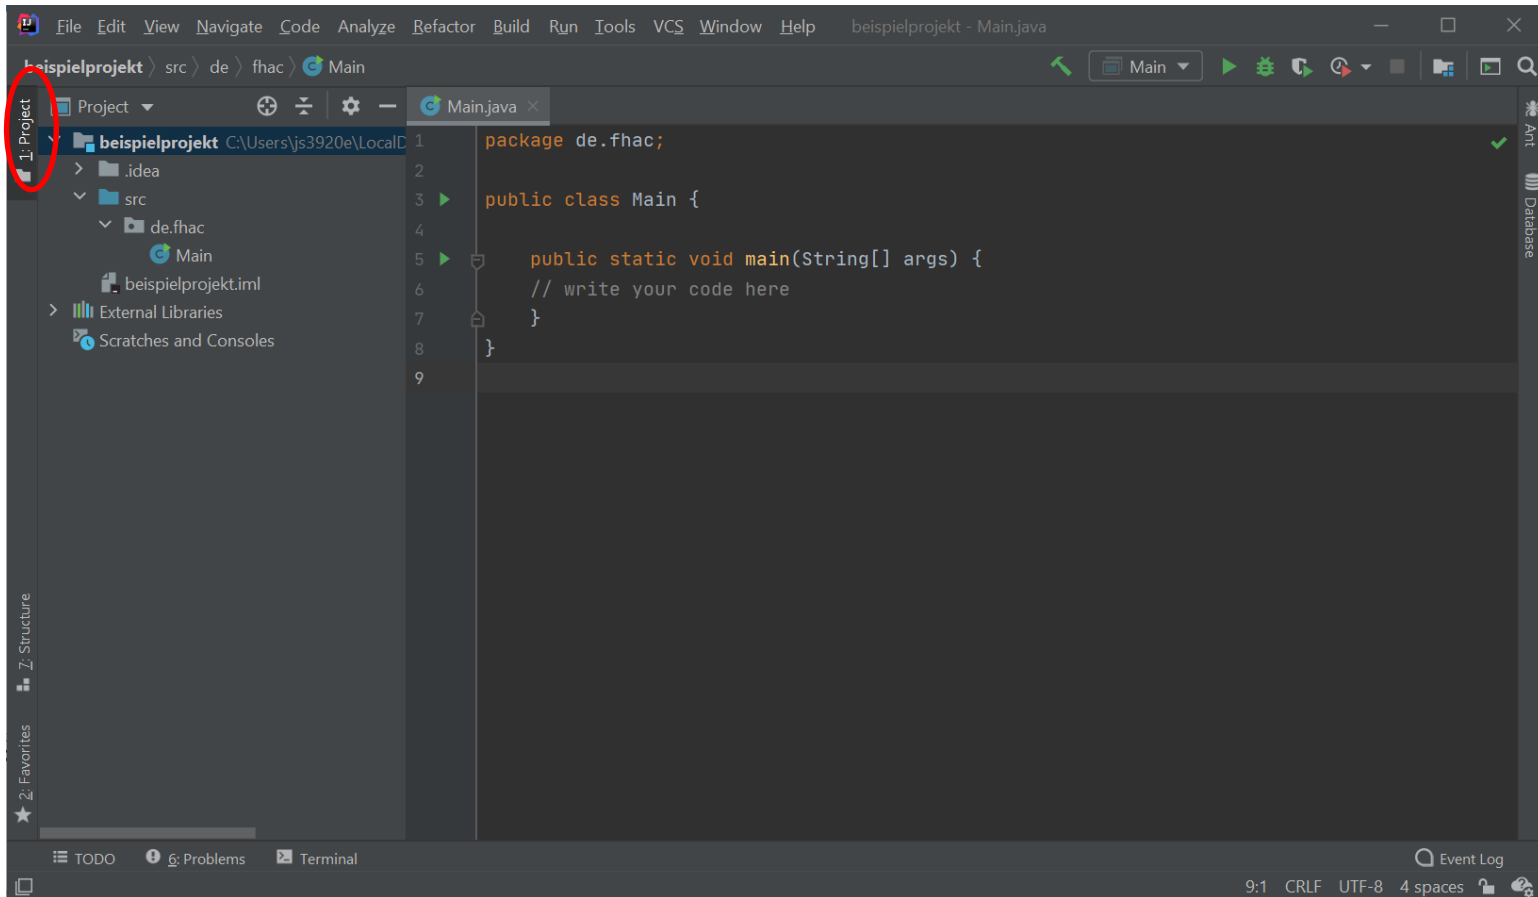 File Edit View Navigate Code Analyze Refactor Build Run Tools VCS Window Help beispielprojekt - Main.java
beispielprojekt src de fhac Main
Main
1: Project
Project
beispielprojekt C:\Users\js3920e\LocalD
.idea
src
de.fhac
Main
beispielprojekt.iml
External Libraries
Scratches and Consoles
Main.java
1 package de.fhac;
2
3 public class Main {
4
5 public static void main(String[] args) {
6 // write your code here
7 }
8 }
9
Ant
Database
7: Structure
2: Favorites
TODO 6: Problems Terminal Event Log
9:1 CRLF UTF-8 4 spaces